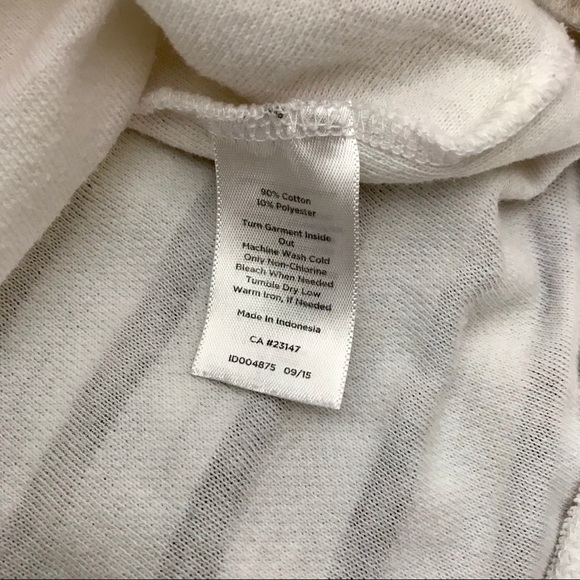 90% Cotton
10% Polyester
Turn Garment Inside
Out
Machine Wash Cold
Only Non-Chlorine
Bleach When Needed
Tumble Dry Low
Warm Iron, if Needed
Made In Indonesia
CA #23147
ID004875 09/15